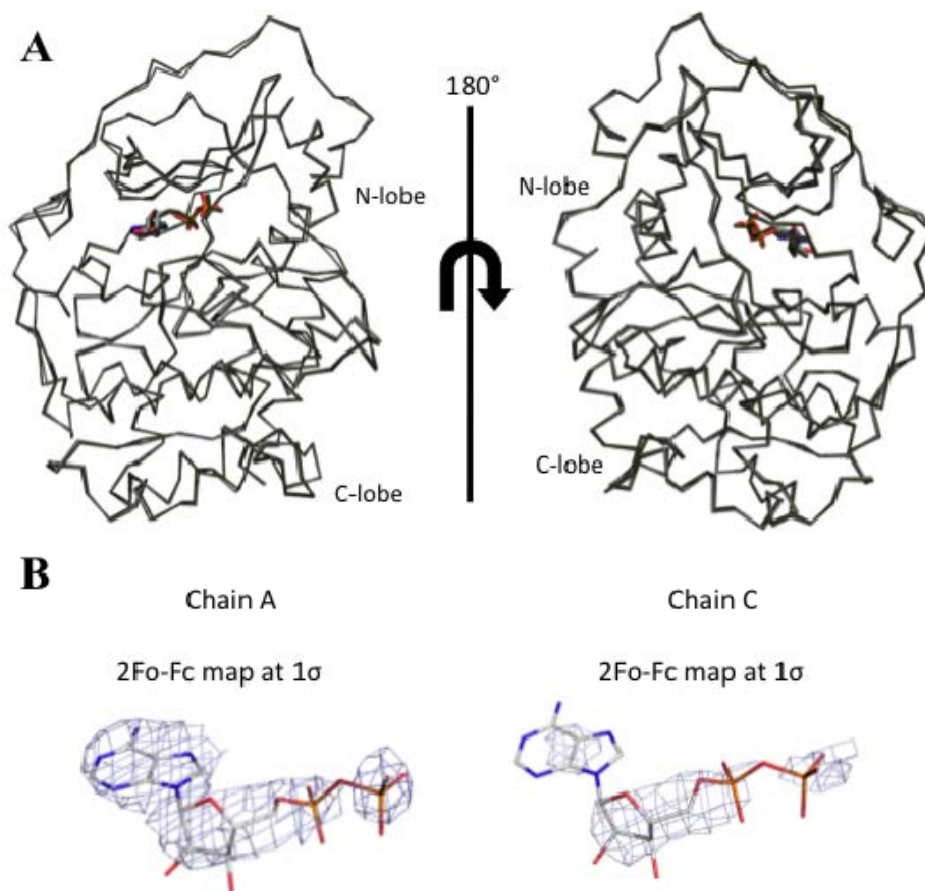 A
180°
N-lobe
N-lobe
C-lobe
C-lobe
B
Chain A
Chain C
2Fo-Fc map at 1σ
2Fo-Fc map at 1σ